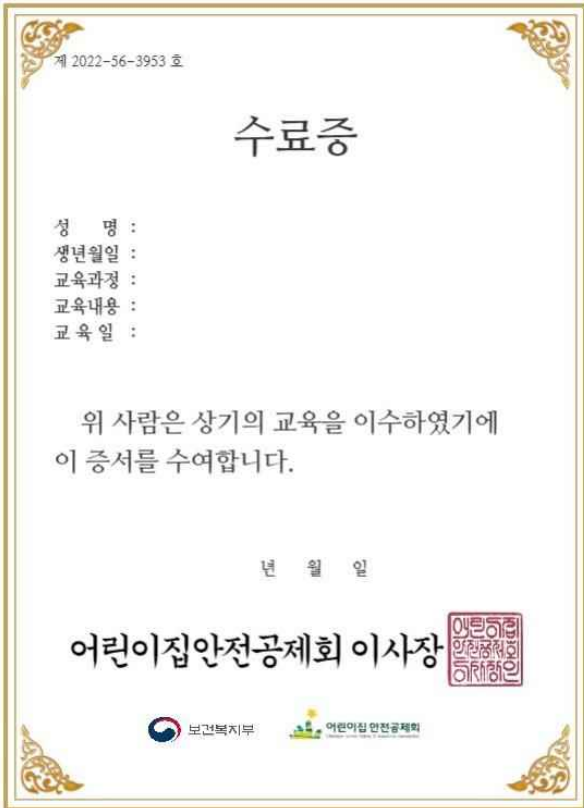 제 2022-56-3953 호
수료증
성 명 :
생년월일 :
교육과정 :
교육내용 :
교 육 일 :
위 사람은 상기의 교육을 이수하였기에
이 증서를 수여합니다.
년 월 일
어린이집안전공제회 이사장
보건복지부
어린이집 안전공제회